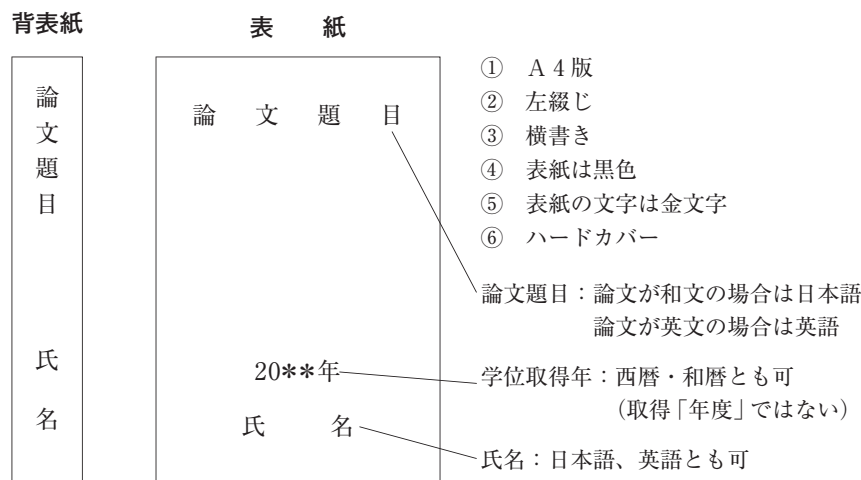 背表紙
論文題目
氏名
表紙
論文題目
20**年
氏名
① A4版
② 左綴じ
③ 横書き
④ 表紙は黒色
⑤ 表紙の文字は金文字
⑥ ハードカバー
論文題目：論文が和文の場合は日本語
論文が英文の場合は英語
学位取得年：西暦・和暦とも可
（取得「年度」ではない）
氏名：日本語、英語とも可